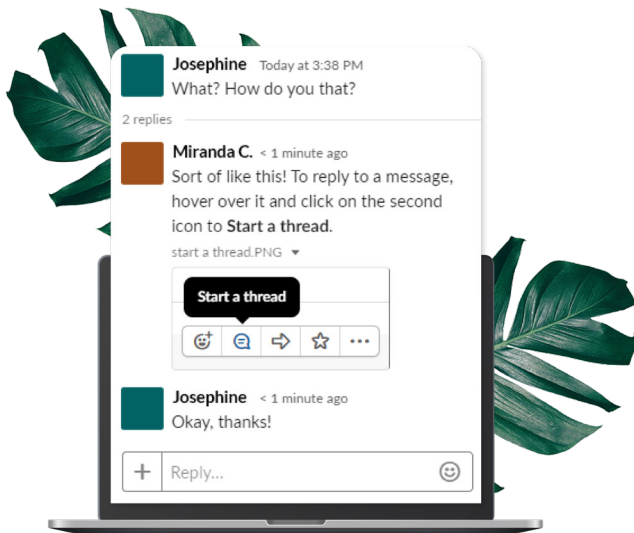 Josephine Today at 3:38 PM
What? How do you that?
2 replies
Miranda C. < 1 minute ago
Sort of like this! To reply to a message,
hover over it and click on the second
icon to Start a thread.
start a thread.PNG
Start a thread
Josephine < 1 minute ago
Okay, thanks!
Reply...